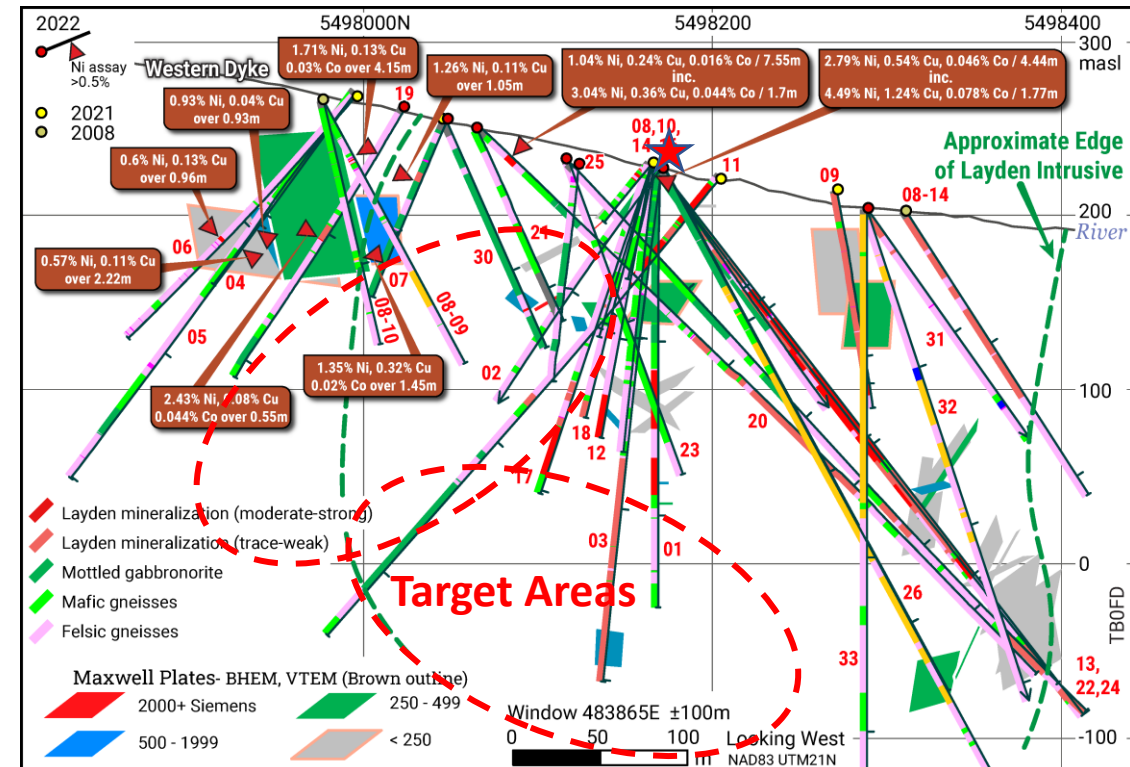 2022
5498000N
5498200
5498400
300
masl
Ni assay
>0.5%
2021
2008
Western Dyke
19
1.71% Ni, 0.13% Cu
0.03% Co over 4.15m
1.26% Ni, 0.11% Cu
over 1.05m
1.04% Ni, 0.24% Cu, 0.016% Co / 7.55m
inc.
3.04% Ni, 0.36% Cu, 0.044% Co / 1.7m
2.79% Ni, 0.54% Cu, 0.046% Co / 4.44m
inc.
4.49% Ni, 1.24% Cu, 0.078% Co / 1.77m
0.93% Ni, 0.04% Cu
over 0.93m
0.6% Ni, 0.13% Cu
over 0.96m
0.57% Ni, 0.11% Cu
over 2.22m
08,10,
25
11
09
08-14
Approximate Edge
of Layden Intrusive
200
River
06
04
05
07
30
21
08-10
08-09
02
31
32
100
1.35% Ni, 0.32% Cu
0.02% Co over 1.45m
2.43% Ni, 0.08% Cu
0.044% Co over 0.55m
18
12
17
23
20
03
01
26
33
0
TB0FD
13,
22,24
-100
Target Areas
Layden mineralization (moderate-strong)
Layden mineralization (trace-weak)
Mottled gabbronorite
Mafic gneisses
Felsic gneisses
Maxwell Plates- BHEM, VTEM (Brown outline)
2000+ Siemens
250 - 499
500 - 1999
< 250
Window 483865E ±100m
0 50 100
m
Looking West
NAD83 UTM21N